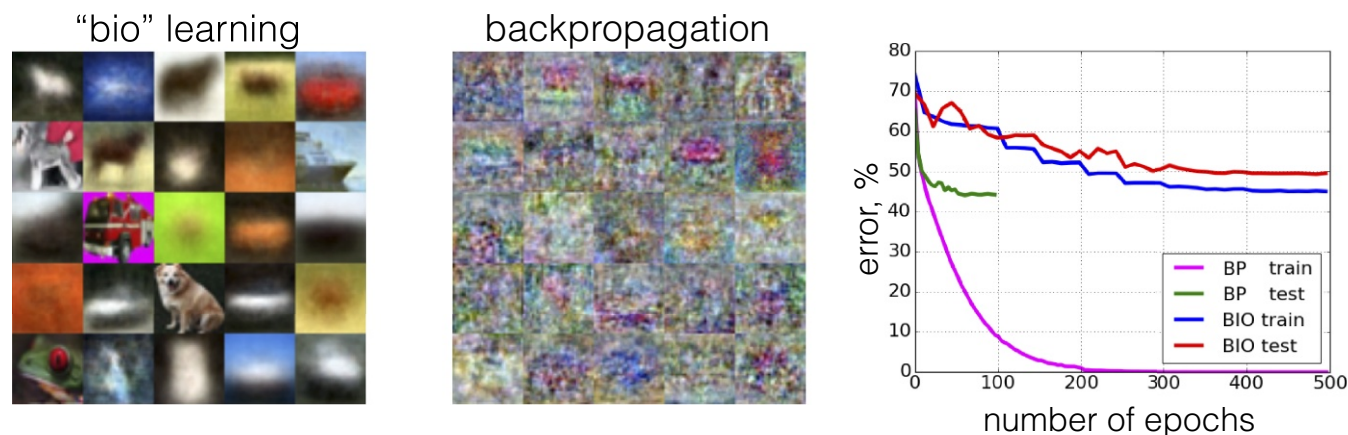 "bio" learning
backpropagation
80
70
60
50
40
30
20
10
0
error, %
BP train
BP test
BIO train
BIO test
0 100 200 300 400 500
number of epochs